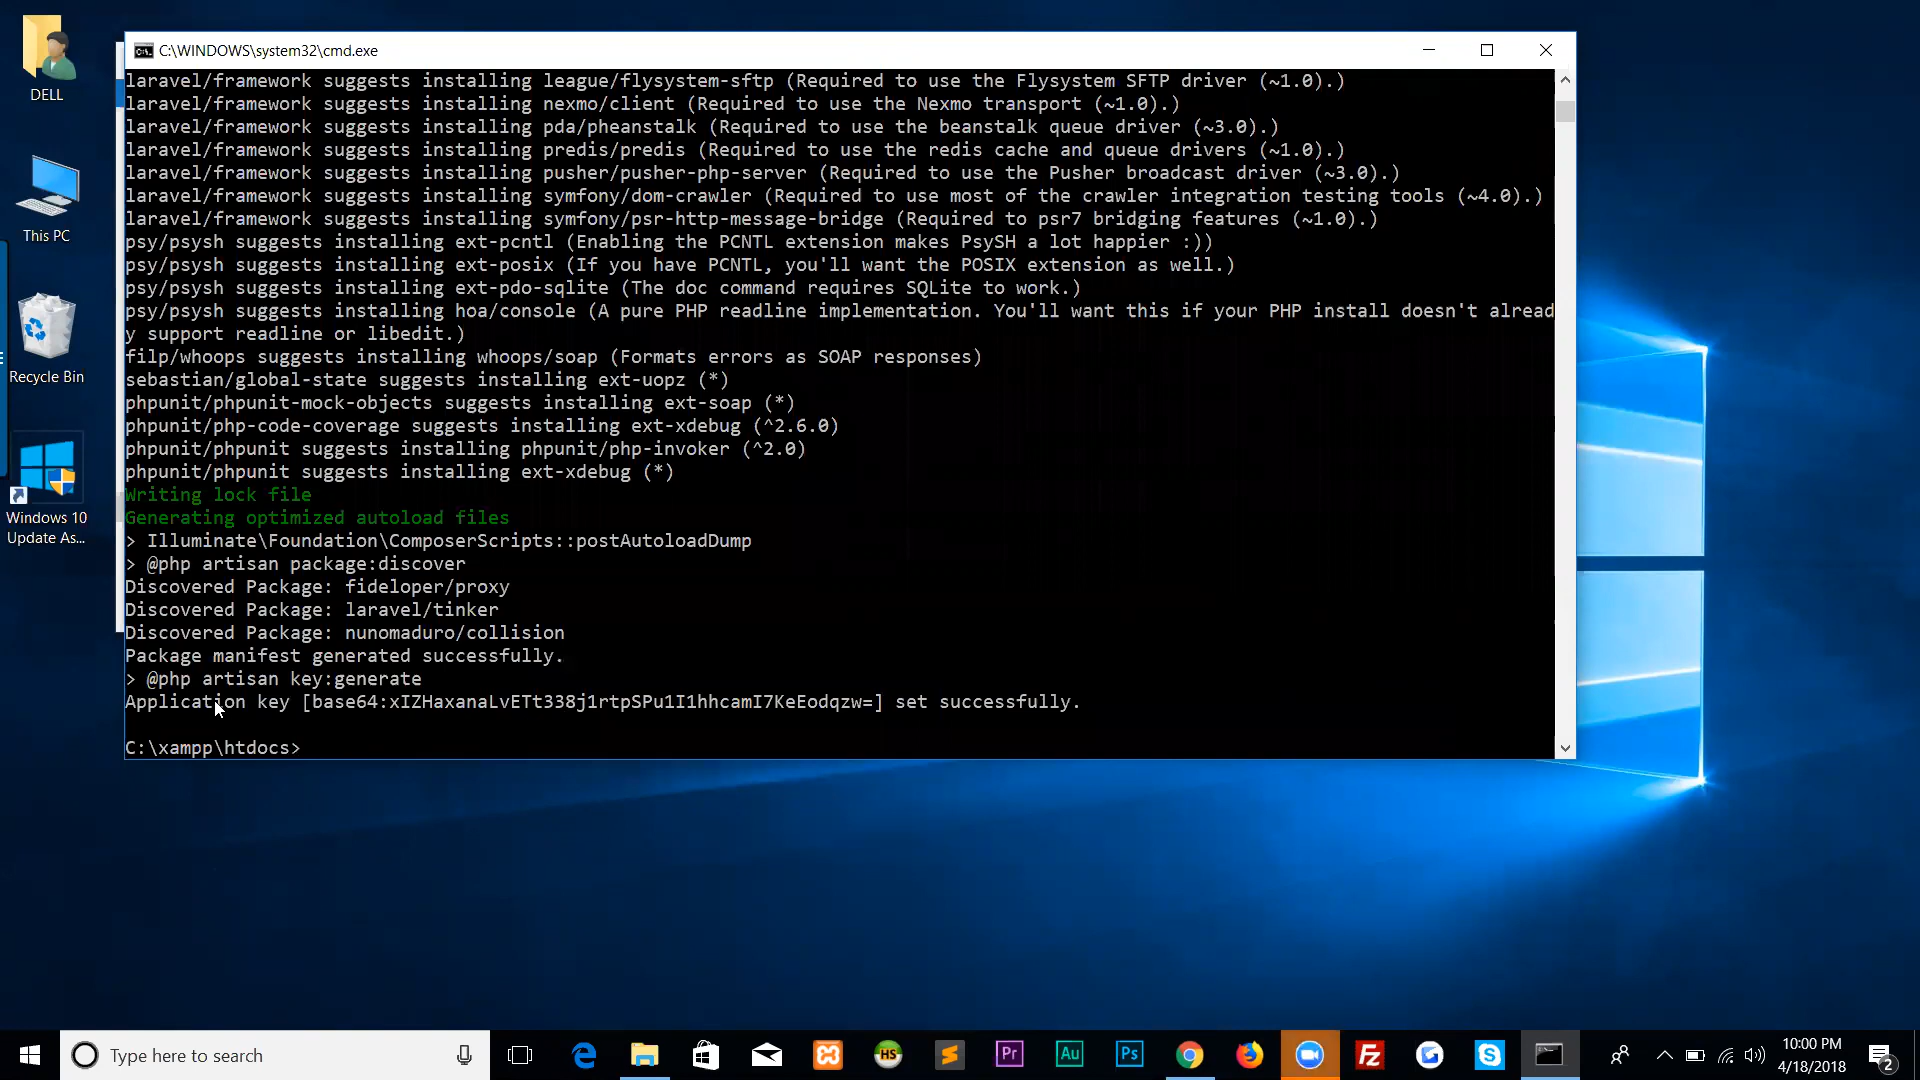 DELL
This PC
Recycle Bin
Windows 10
Update As...
C:\WINDOWS\system32\cmd.exe
laravel/framework suggests installing league/flysystem-sftp (Required to use the Flysystem SFTP driver (~1.0).)
laravel/framework suggests installing nexmo/client (Required to use the Nexmo transport (~1.0).)
laravel/framework suggests installing pda/pheanstalk (Required to use the beanstalk queue driver (~3.0).)
laravel/framework suggests installing predis/predis (Required to use the redis cache and queue drivers (~1.0).)
laravel/framework suggests installing pusher/pusher-php-server (Required to use the Pusher broadcast driver (~3.0).)
laravel/framework suggests installing symfony/dom-crawler (Required to use most of the crawler integration testing tools (~4.0).)
laravel/framework suggests installing symfony/psr-http-message-bridge (Required to psr7 bridging features (~1.0).)
psy/psysh suggests installing ext-pcntl (Enabling the PCNTL extension makes PsySH a lot happier :))
psy/psysh suggests installing ext-posix (If you have PCNTL, you'll want the POSIX extension as well.)
psy/psysh suggests installing ext-pdo-sqlite (The doc command requires SQLite to work.)
psy/psysh suggests installing hoa/console (A pure PHP readline implementation. You'll want this if your PHP install doesn't alread
y support readline or libedit.)
filp/whoops suggests installing whoops/soap (Formats errors as SOAP responses)
sebastian/global-state suggests installing ext-uopz (*)
phpunit/phpunit-mock-objects suggests installing ext-soap (*)
phpunit/php-code-coverage suggests installing ext-xdebug (^2.6.0)
phpunit/phpunit suggests installing phpunit/php-invoker (^2.0)
phpunit/phpunit suggests installing ext-xdebug (*)
Writing lock file
Generating optimized autoload files
> Illuminate\Foundation\ComposerScripts::postAutoloadDump
> @php artisan package:discover
Discovered Package: fideloper/proxy
Discovered Package: laravel/tinker
Discovered Package: nunomaduro/collision
Package manifest generated successfully.
> @php artisan key:generate
Application key [base64:xIZHaxanaLvETt338j1rtpSPu1I1hhcamI7KeEodqzw=] set successfully.
C:\xampp\htdocs>
Type here to search
HS
Pr
Au
Ps
Fz
10:00 PM
4/18/2018
2